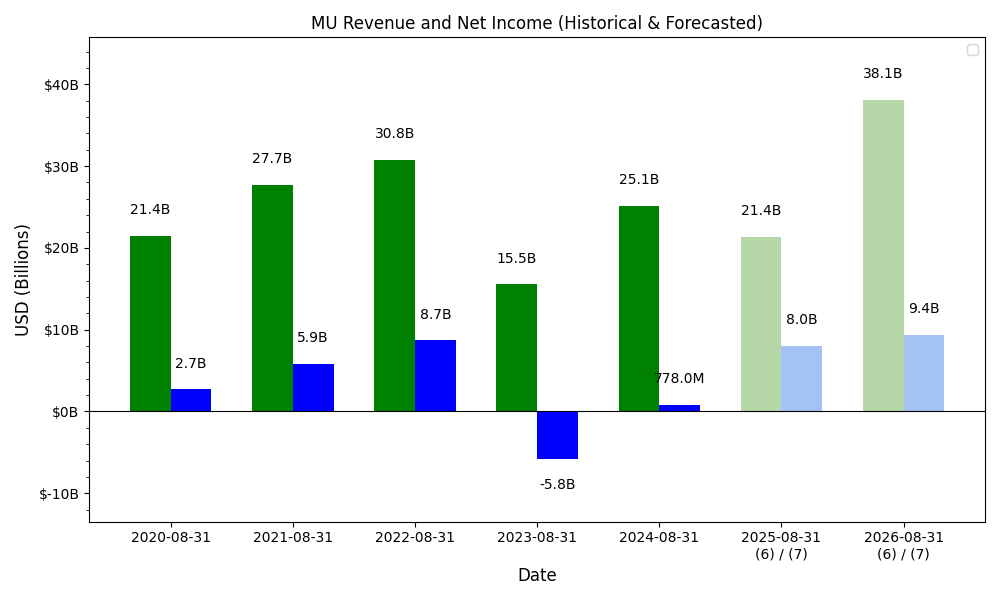 MU Revenue and Net Income (Historical & Forecasted)
USD (Billions)
$40B
$30B
$20B
$10B
$0B
$-10B
21.4B
2.7B
27.7B
5.9B
30.8B
8.7B
15.5B
-5.8B
25.1B
778.0M
21.4B
8.0B
38.1B
9.4B
2020-08-31
2021-08-31
2022-08-31
2023-08-31
2024-08-31
2025-08-31
(6) / (7)
2026-08-31
(6) / (7)
Date